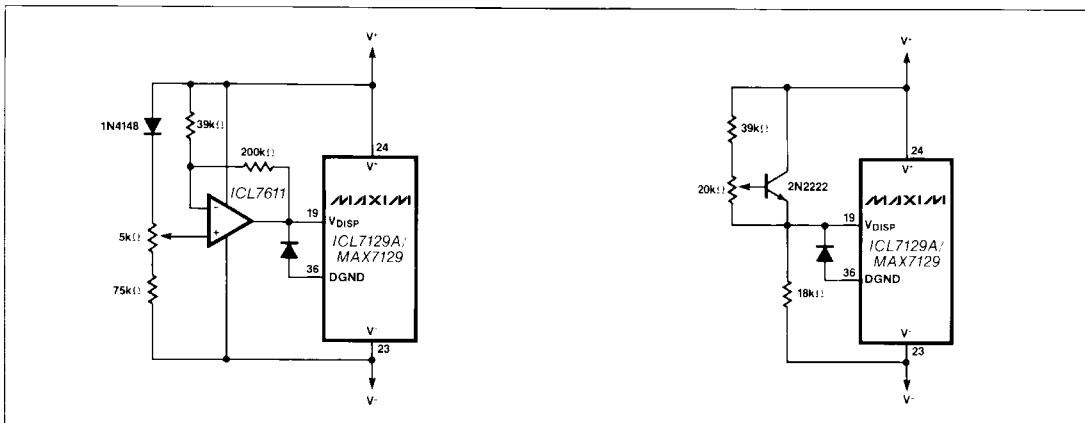 V+
1N4148
39kΩ
200kΩ
24
V-
ICL7611
-
+
MAXIM
19
VDISP
5kΩ
ICL7129A/
MAX7129
36
DGND
75kΩ
V-
23
V-
V-
39kΩ
24
V-
20kΩ
2N2222
MAXIM
19
VDISP
ICL7129A/
MAX7129
36
DGND
18kΩ
V-
23
V-